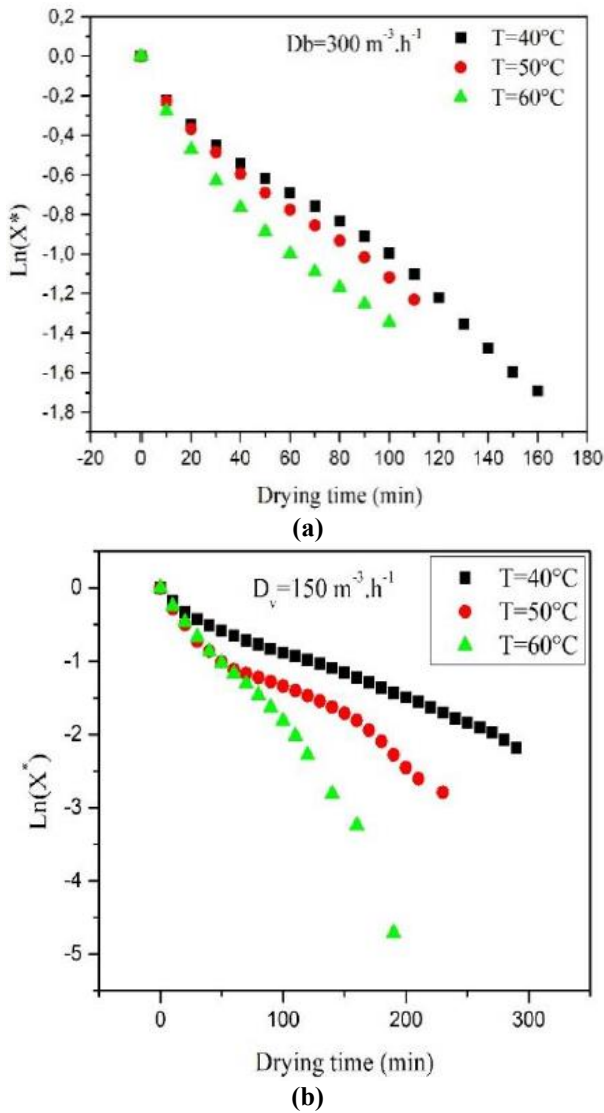 0,2
0,0
-0,2
-0,4
-0,6
-0,8
-1,0
-1,2
-1,4
-1,6
-1,8
Ln(X*)
Db=300 m⁻³.h⁻¹
T=40°C
T=50°C
T=60°C
-20 0 20 40 60 80 100 120 140 160 180
Drying time (min)
(a)
0
-1
-2
-3
-4
-5
Ln(X*)
D_v=150 m⁻³.h⁻¹
T=40°C
T=50°C
T=60°C
0 100 200 300
Drying time (min)
(b)